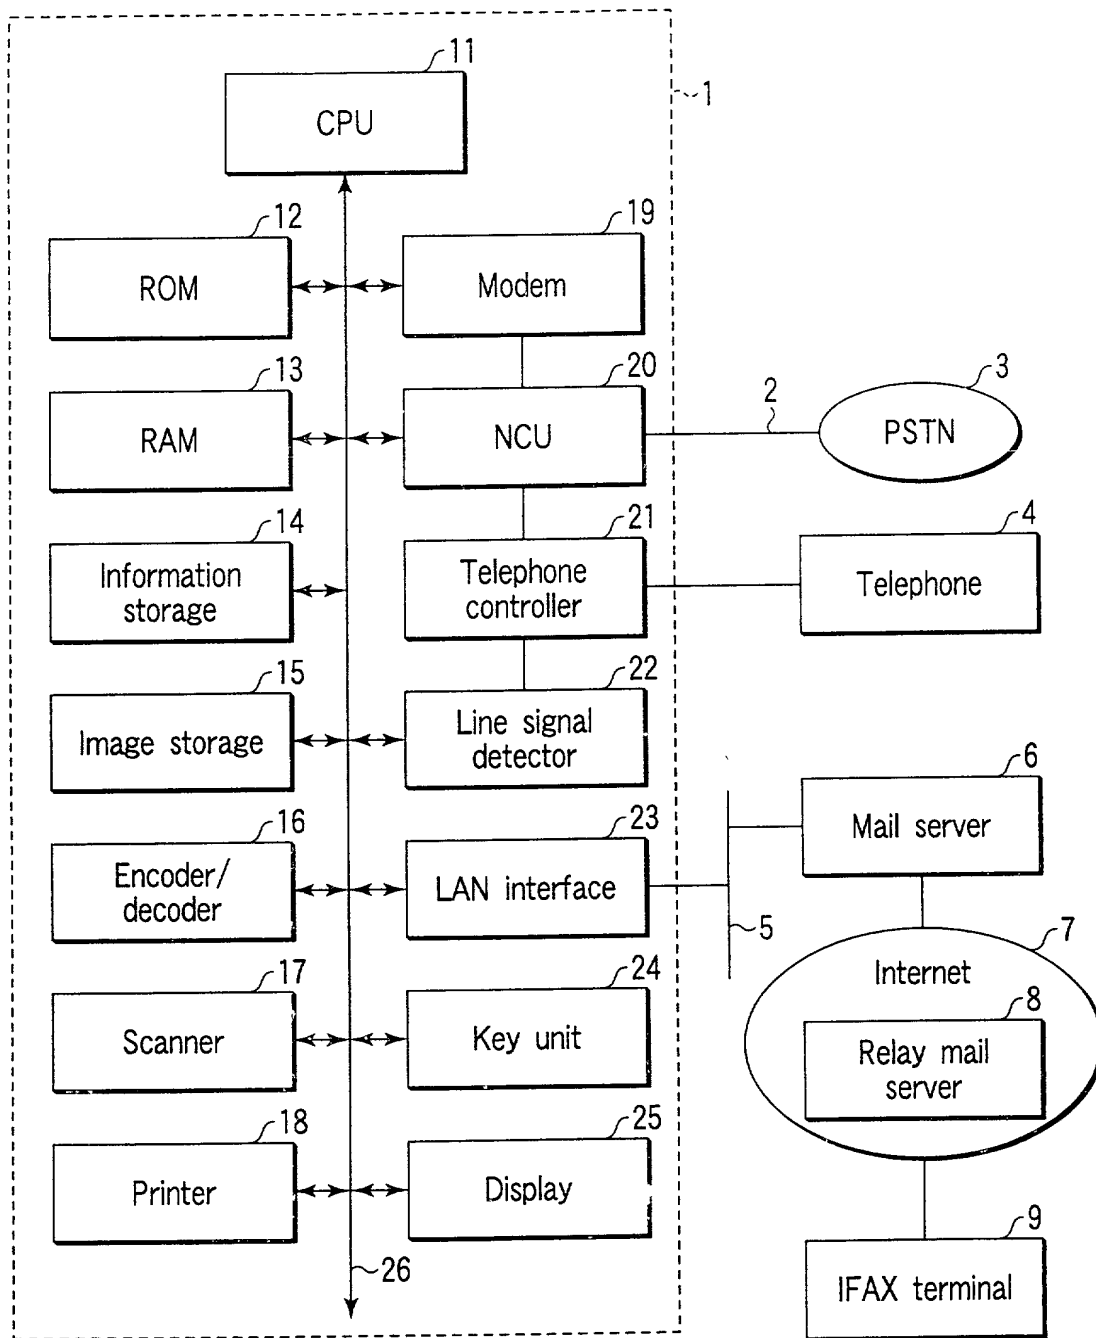 11
CPU
1
12
ROM
19
Modem
13
RAM
20
NCU
2
3
PSTN
14
Information
storage
21
Telephone
controller
4
Telephone
15
Image storage
22
Line signal
detector
6
Mail server
16
Encoder/
decoder
23
LAN interface
5
7
Internet
17
Scanner
24
Key unit
8
Relay mail
server
18
Printer
25
Display
26
9
IFAX terminal